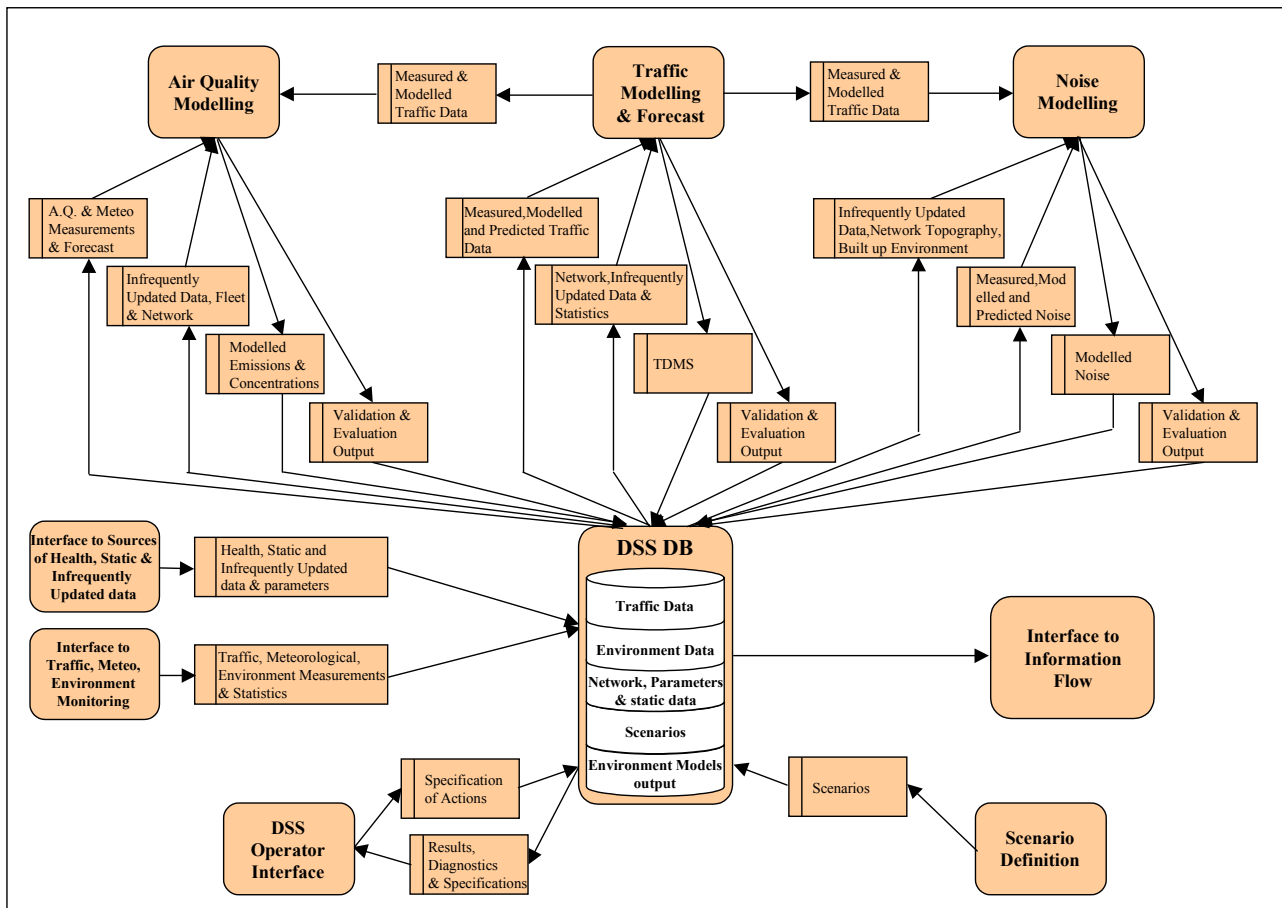 Air Quality
Modelling
Measured &
Modelled
Traffic Data
Traffic
Modelling
& Forecast
Measured &
Modelled
Traffic Data
Noise
Modelling
A.Q. & Meteo
Measurements
& Forecast
Infrequently
Updated Data, Fleet
& Network
Modelled
Emissions &
Concentrations
Validation &
Evaluation
Output
Measured,Modelled
and Predicted Traffic
Data
Network,Infrequently
Updated Data &
Statistics
TDMS
Validation &
Evaluation
Output
Infrequently Updated
Data,Network Topography,
Built up Environment
Measured,Modelled and
Predicted Noise
Modelled
Noise
Validation &
Evaluation
Output
Interface to Sources
of Health, Static &
Infrequently
Updated data
Health, Static and
Infrequently Updated
data & parameters
Interface to
Traffic, Meteo,
Environment
Monitoring
Traffic, Meteorological,
Environment Measurements
& Statistics
DSS DB
Traffic Data
Environment Data
Network, Parameters
& static data
Scenarios
Environment Models
output
Interface to
Information
Flow
DSS
Operator
Interface
Specification
of Actions
Results,
Diagnostics
& Specifications
Scenarios
Scenario
Definition